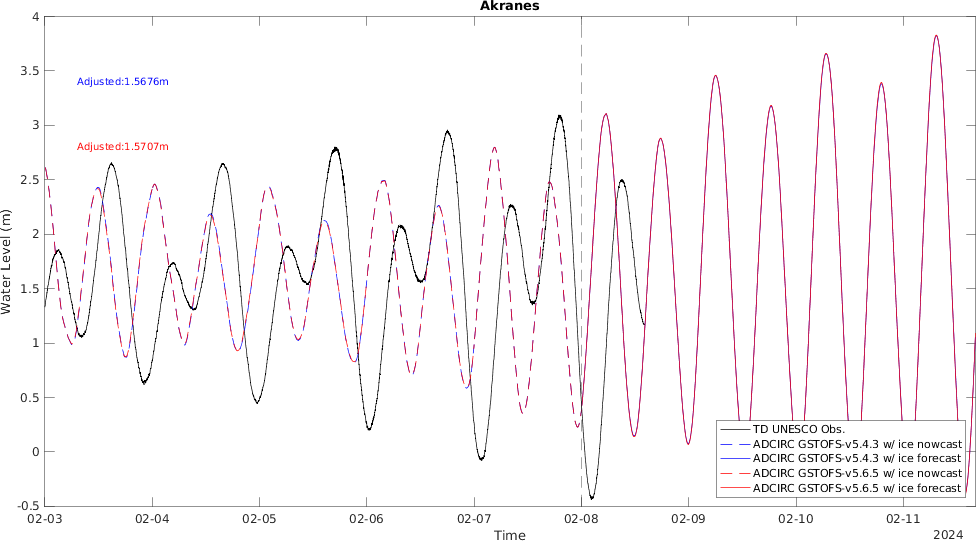 Akranes
4
3.5
3
2.5
2
1.5
1
0.5
0
-0.5
Water Level (m)
Adjusted:1.5676m
Adjusted:1.5707m
TD UNESCO Obs.
ADCIRC GSTOFS-v5.4.3 w/ ice nowcast
ADCIRC GSTOFS-v5.4.3 w/ ice forecast
ADCIRC GSTOFS-v5.6.5 w/ ice nowcast
ADCIRC GSTOFS-v5.6.5 w/ ice forecast
02-03 02-04 02-05 02-06 02-07 02-08 02-09 02-10 02-11
Time
2024